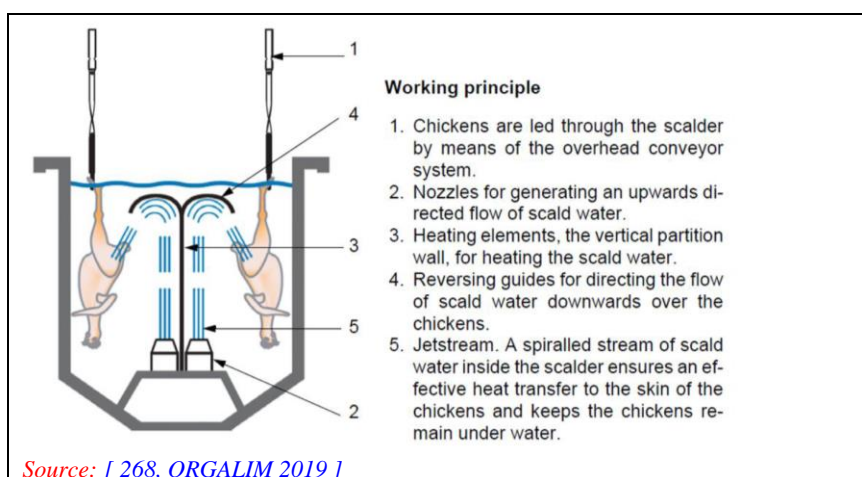 1
4
3
5
2
Working principle
1. Chickens are led through the scalder
by means of the overhead conveyor
system.
2. Nozzles for generating an upwards di-
rected flow of scald water.
3. Heating elements, the vertical partition
wall, for heating the scald water.
4. Reversing guides for directing the flow
of scald water downwards over the
chickens.
5. Jetstream. A spiralled stream of scald
water inside the scalder ensures an ef-
fective heat transfer to the skin of the
chickens and keeps the chickens re-
main under water.
Source: [ 268, ORGALIM 2019 ]